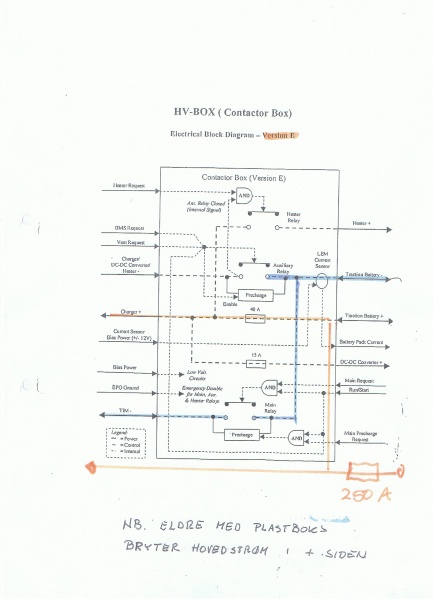 HV-BOX ( Contactor Box)
Electrical Block Diagram – Version E
Contactor Box (Version E)
Heater Request
Aux. Relay Closed
(Internal Signal)
AND
Heater
Relay
Heater +
BMS Request
Vent Request
Charger/
DC-DC Converter/
Heater -
Auxiliary
Relay
LEM
Current
Sensor
Traction Battery -
Enable
Precharge
40 A
Charger +
Traction Battery +
Current Sensor
Bias Power (+/- 12V)
Battery Pack Current
15 A
DC-DC Converter +
Bias Power
Low Volt.
Circuits
EPO Ground
Emergency Disable
for Main, Aux.
& Heater Relays
AND
Main Request
Run/Start
TIM -
Main
Relay
Precharge
AND
Main Precharge
Request
Legend
= Power
= Control
= Internal
250 A
NB. ELDRE MED PLASTBOKS
BRYTER HOVEDSTRØM I + SIDEN